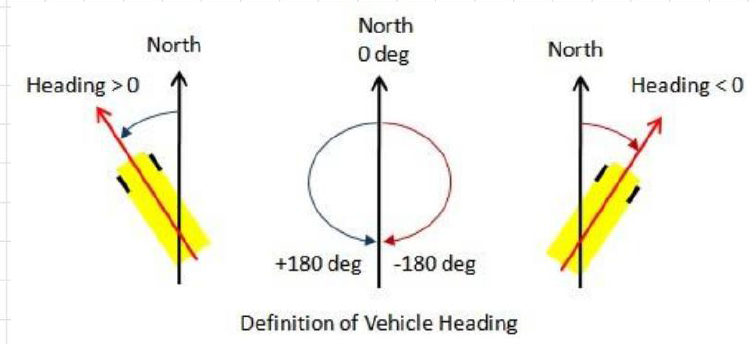 North
Heading > 0
North
0 deg
+180 deg
-180 deg
North
Heading < 0
Definition of Vehicle Heading